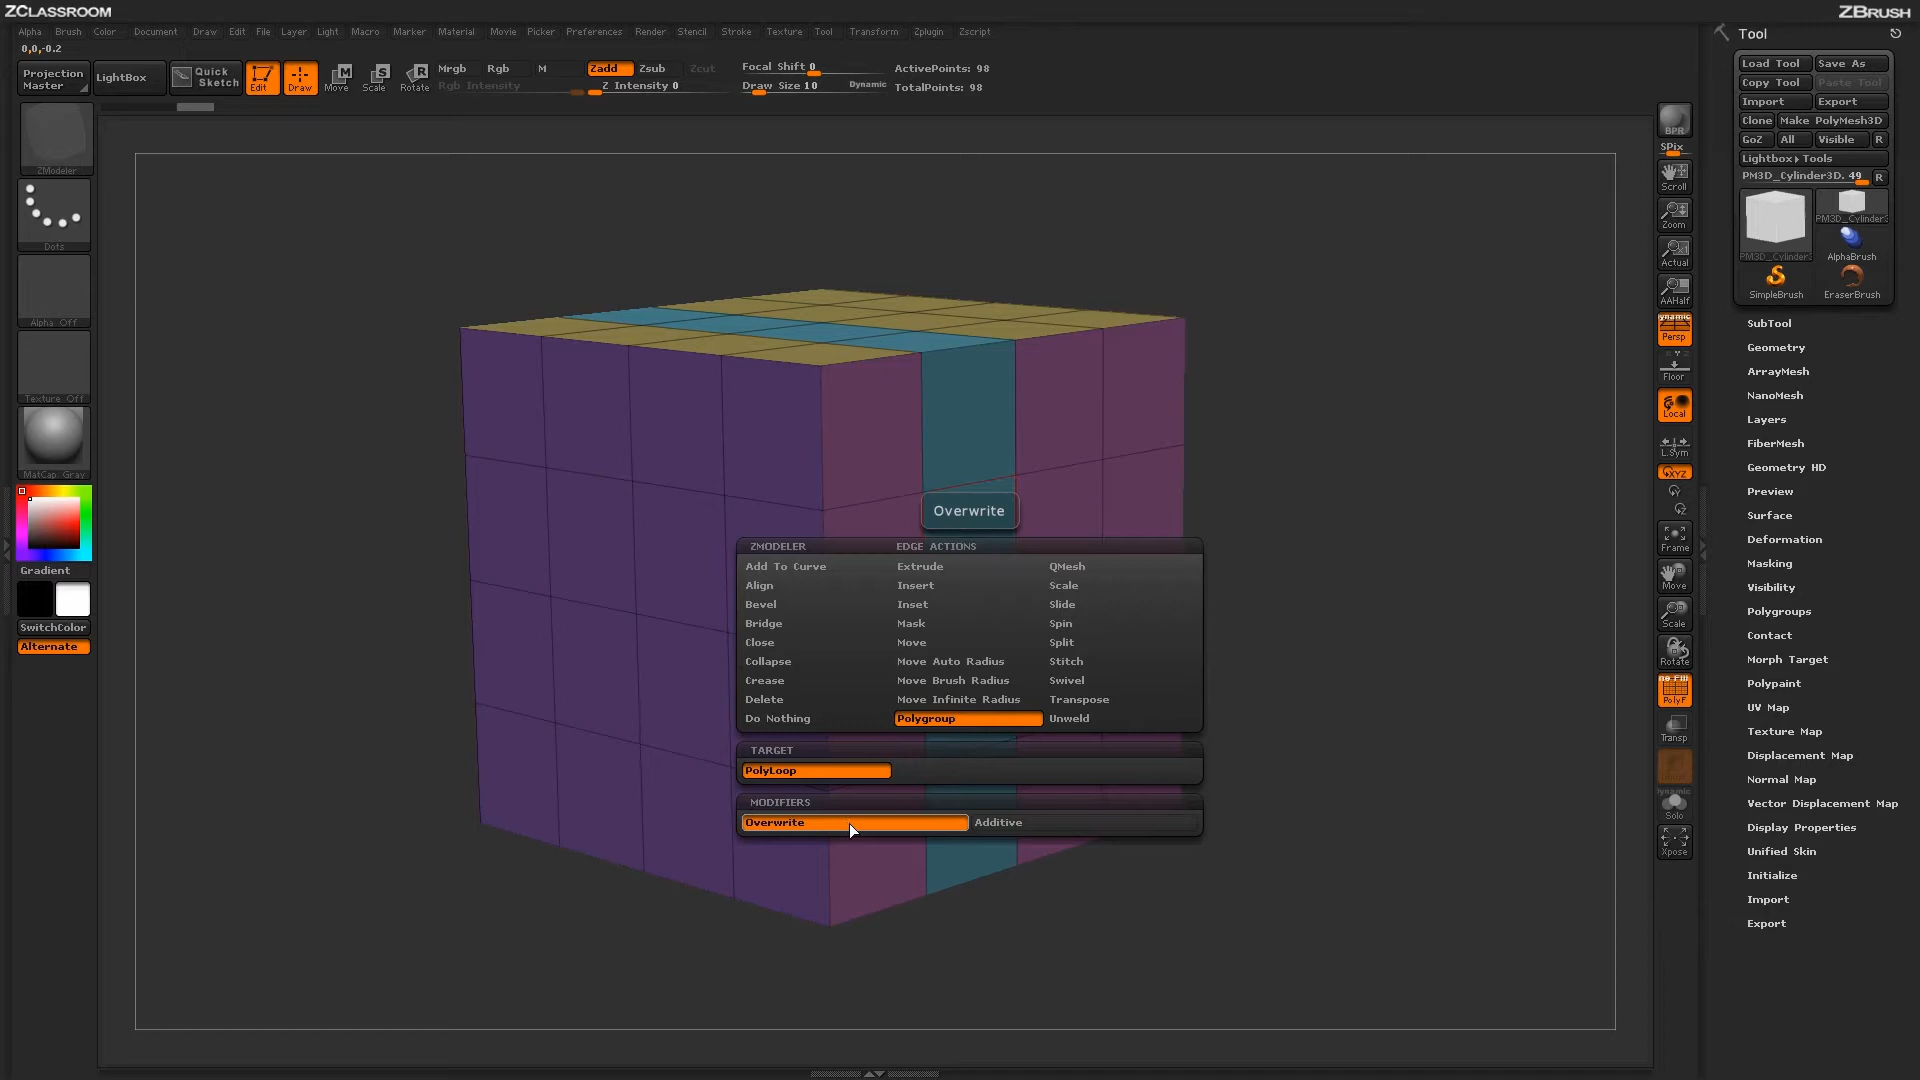 ZCLASSROOM
ZBRUSH
Alpha Brush Color Document Draw Edit File Layer Light Macro Marker Material Movie Picker Preferences Render Stencil Stroke Texture Tool Transform Zplugin Zscript
0,0,-0.2
Projection Master
LightBox
Quick Sketch
Edit
Draw
Move
Scale
Rotate
Mrgb Rgb M Zadd Zsub Zcut
Rgb Intensity Z Intensity 0
Focal Shift 0
Draw Size 10 Dynamic
ActivePoints: 98
TotalPoints: 98
ZModeler
Dots
Alpha Off
Texture Off
MatCap Gray
Gradient
SwitchColor
Alternate
Overwrite
ZMODELER EDGE ACTIONS
Add To Curve Extrude QMesh
Align Insert Scale
Bevel Inset Slide
Bridge Mask Spin
Close Move Split
Collapse Move Auto Radius Stitch
Crease Move Brush Radius Swivel
Delete Move Infinite Radius Transpose
Do Nothing Polygroup Unweld
TARGET
PolyLoop
MODIFIERS
Overwrite Additive
BPR
SPix
Scroll
Zoom
Actual
AAHalf
Persp
Floor
Local
L.Sym
XYZ
Frame
Move
Scale
Rotate
PolyF
Transp
Dynamic
Solo
Xpose
Tool
Load Tool Save As
Copy Tool Paste Tool
Import Export
Clone Make PolyMesh3D
GoZ All Visible R
Lightbox▸Tools
PM3D_Cylinder3D. 49 R
PM3D_Cylinder3
PM3D_Cylinder3
AlphaBrush
SimpleBrush
EraserBrush
SubTool
Geometry
ArrayMesh
NanoMesh
Layers
FiberMesh
Geometry HD
Preview
Surface
Deformation
Masking
Visibility
Polygroups
Contact
Morph Target
Polypaint
UV Map
Texture Map
Displacement Map
Normal Map
Vector Displacement Map
Display Properties
Unified Skin
Initialize
Import
Export